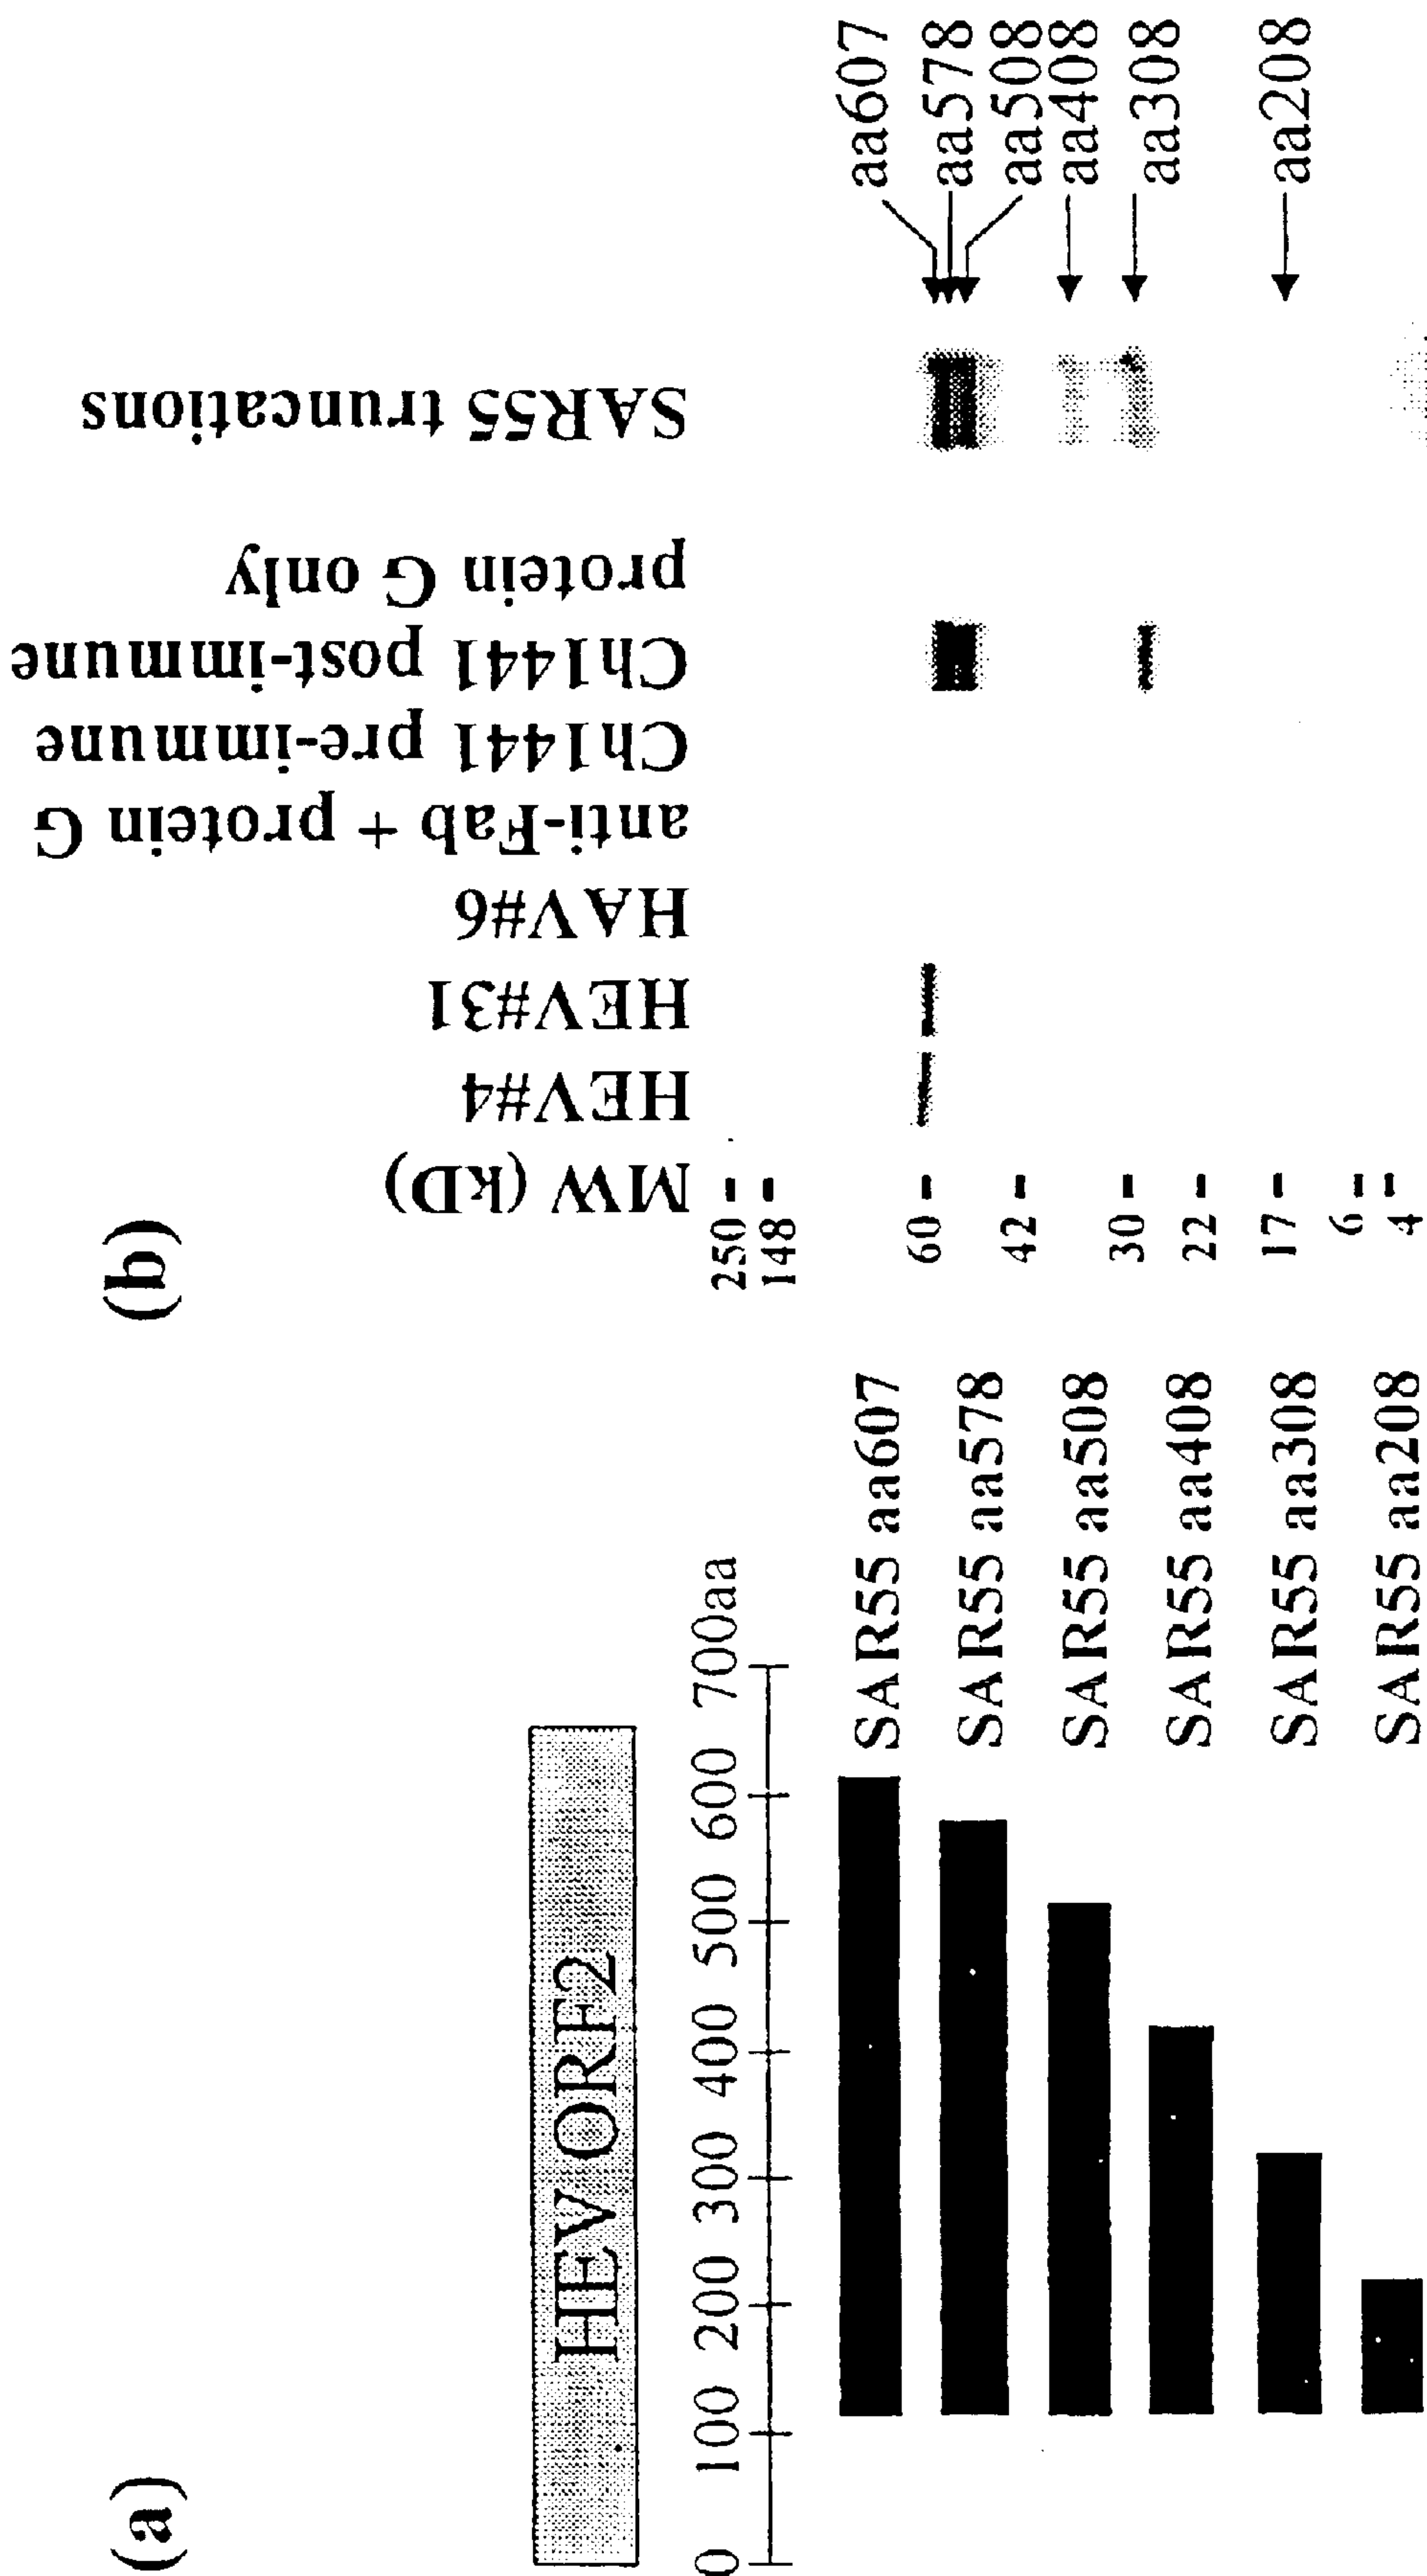 (a)
HEV ORF2
0 100 200 300 400 500 600 700aa
SAR55 aa607
SAR55 aa578
SAR55 aa508
SAR55 aa408
SAR55 aa308
SAR55 aa208
(b)
MW (kD)
HEV#4
HEV#31
HAV#6
anti-Fab + protein G
Ch1441 pre-immune
Ch1441 post-immune
protein G only
SAR55 truncations
250
148
60
42
30
22
17
6
4
aa607
aa578
aa508
aa408
aa308
aa208